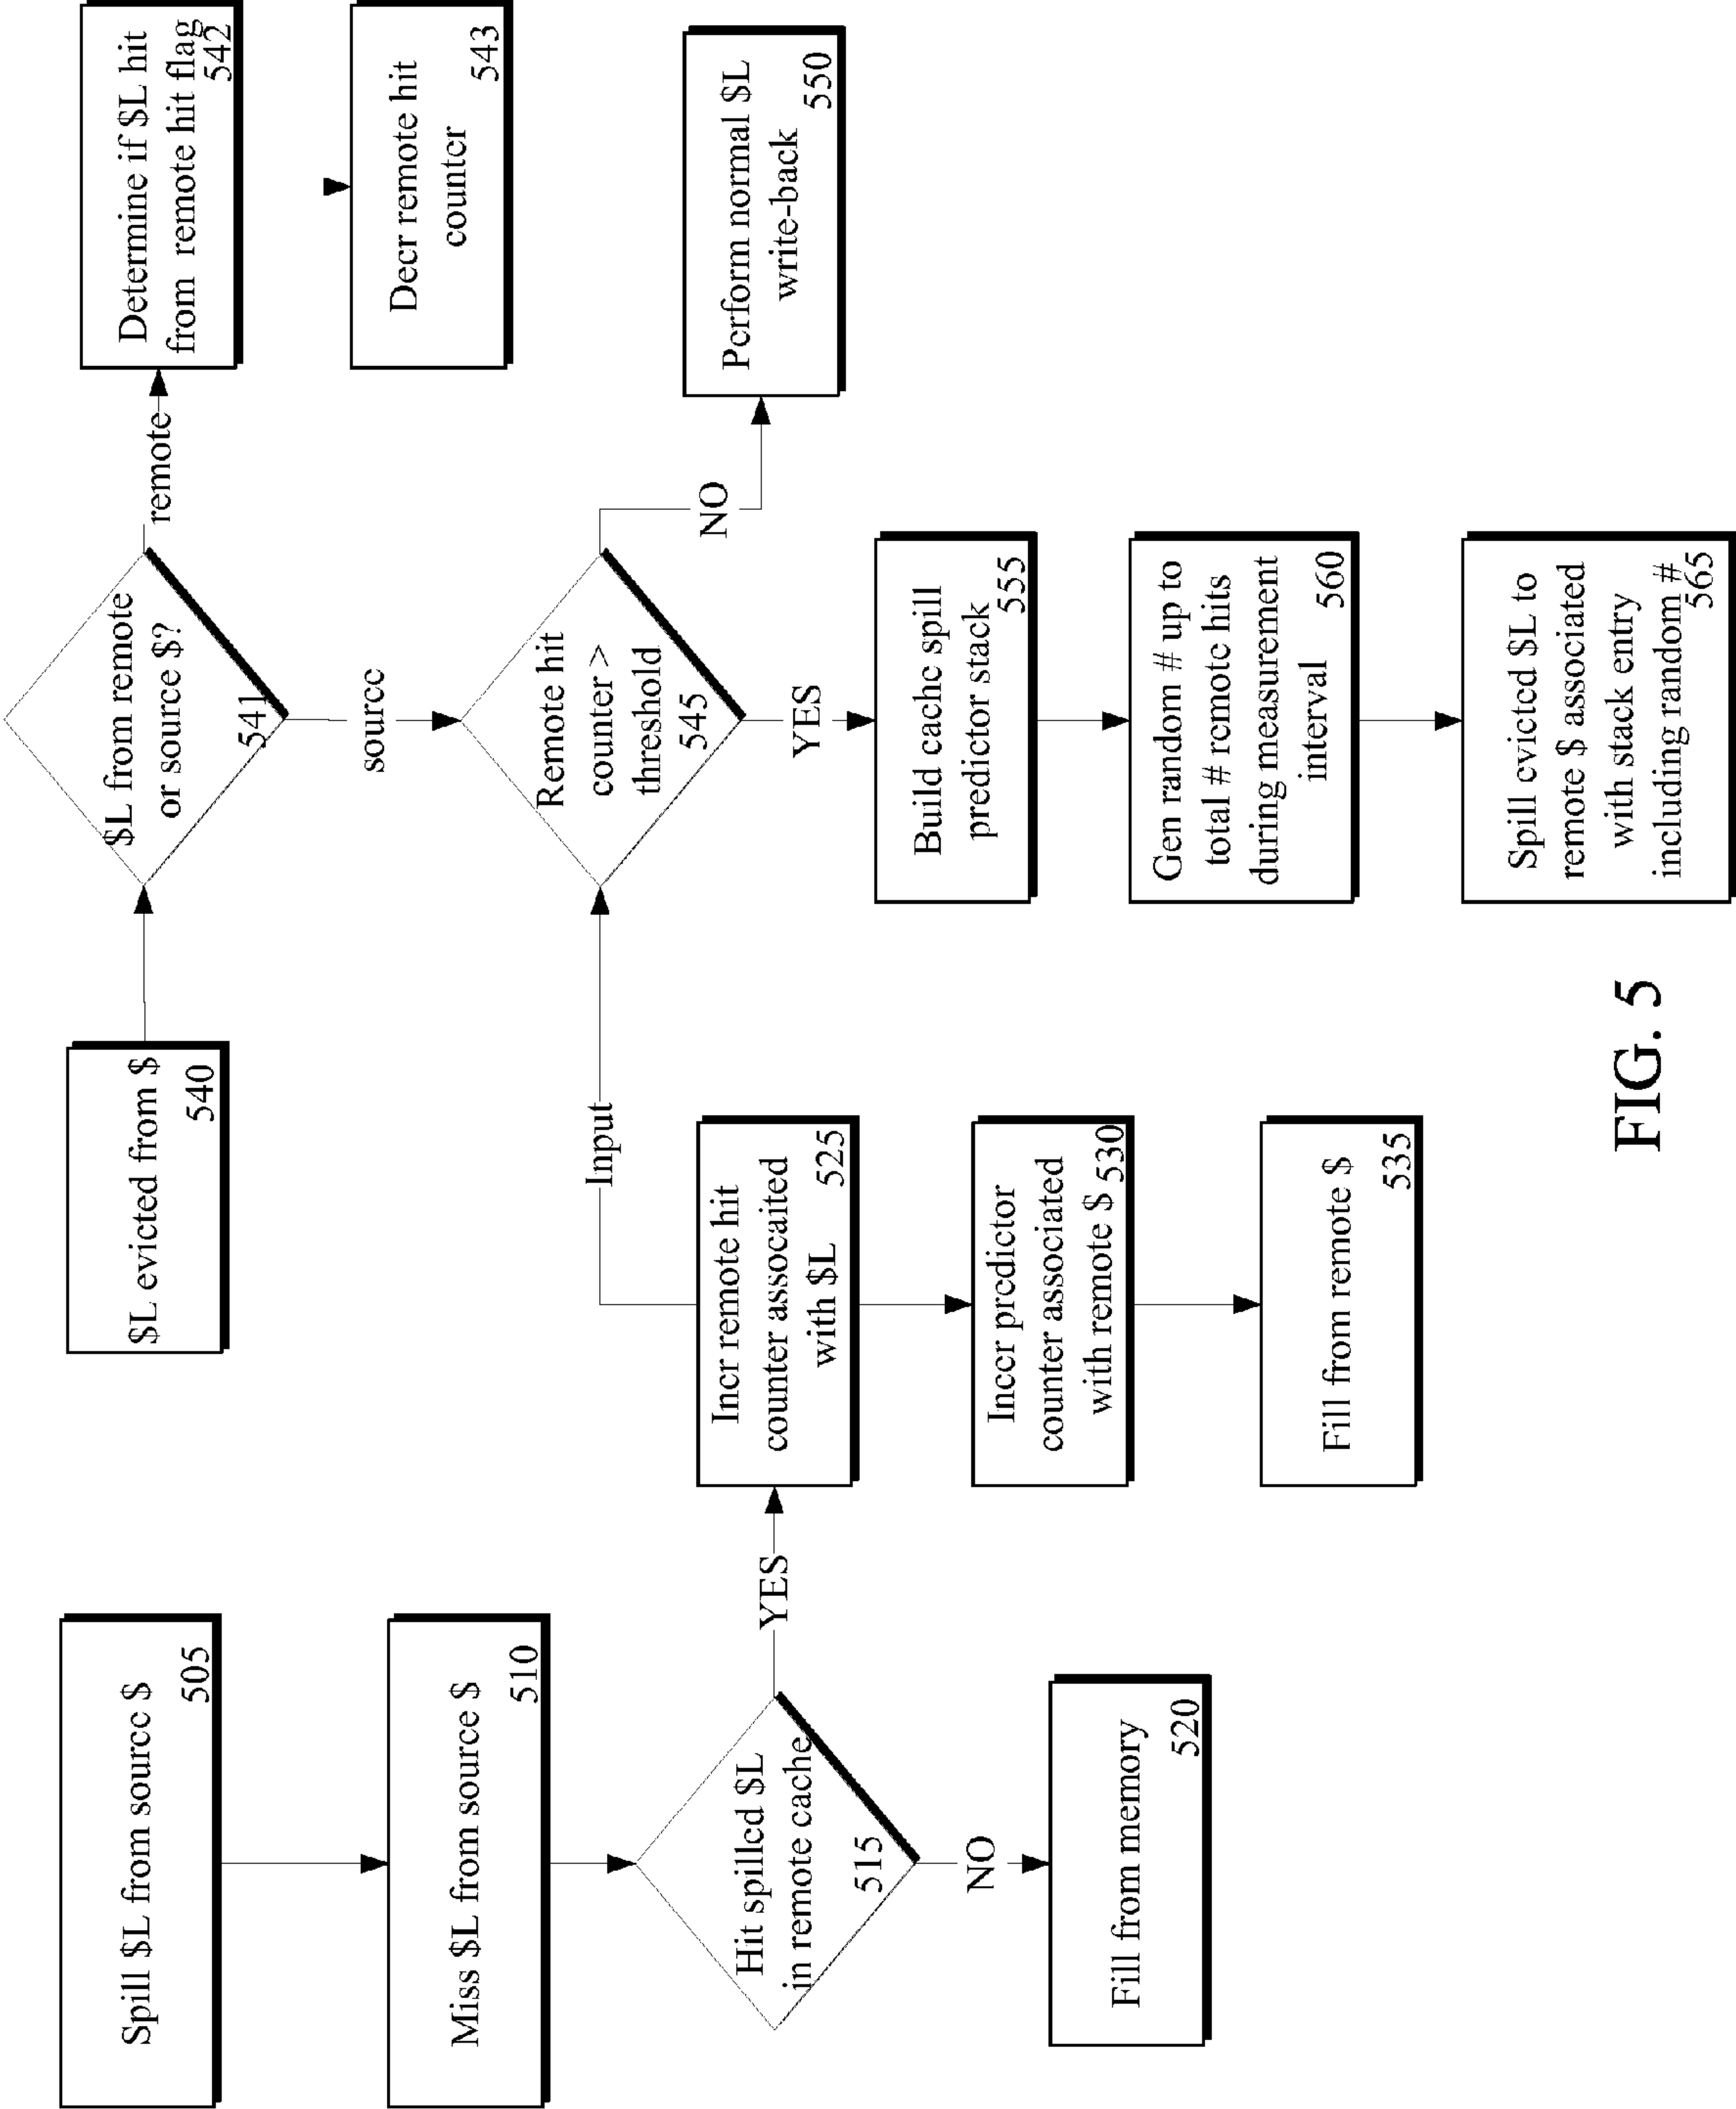 Spill $L from source $
505
Miss $L from source $
510
Hit spilled $L
in remote cache
515
YES
NO
Fill from memory
520
Incr remote hit
counter assocaited
with $L
525
Input
Incr predictor
counter associated
with remote $ 530
Fill from remote $
535
$L evicted from $
540
$L from remote
or source $?
541
remote
source
Determine if $L hit
from remote hit flag
542
Decr remote hit
counter
543
Remote hit
counter >
threshold
545
NO
YES
Perform normal $L
write-back
550
Build cache spill
predictor stack
555
Gen random # up to
total # remote hits
during measurement
interval
560
Spill evicted $L to
remote $ associated
with stack entry
including random #
565
FIG. 5